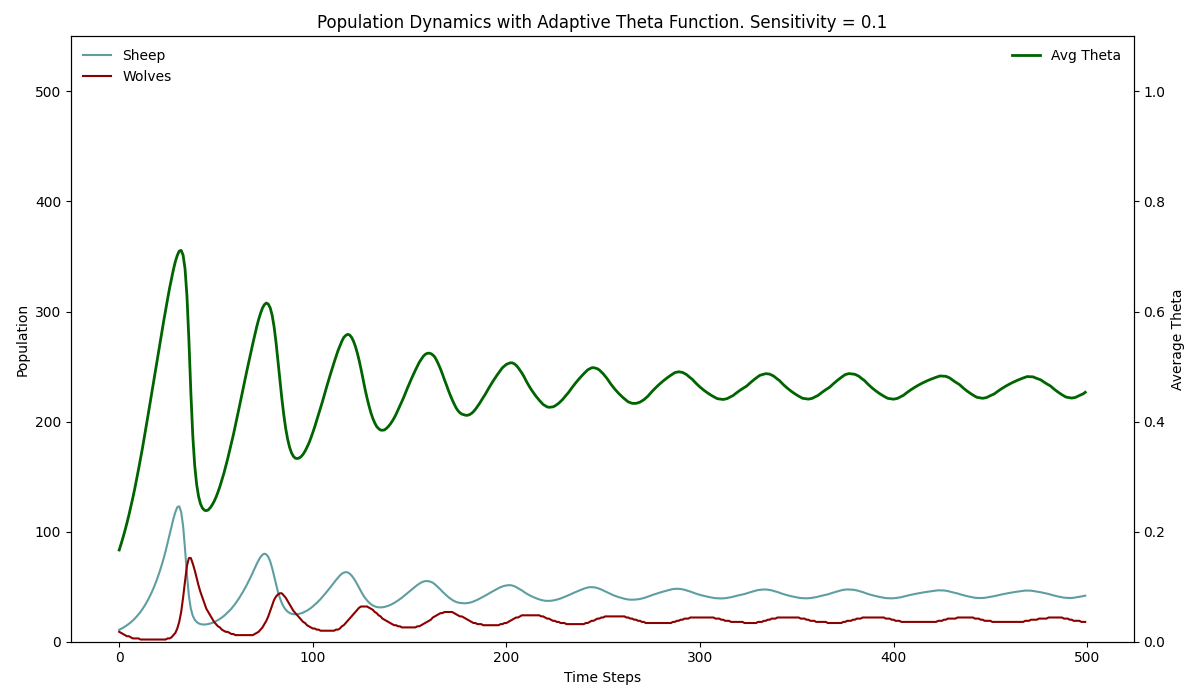 Population Dynamics with Adaptive Theta Function. Sensitivity = 0.1
Sheep
Wolves
Avg Theta
500
400
300
200
100
0
Population
1.0
0.8
0.6
0.4
0.2
0.0
Average Theta
0 100 200 300 400 500
Time Steps